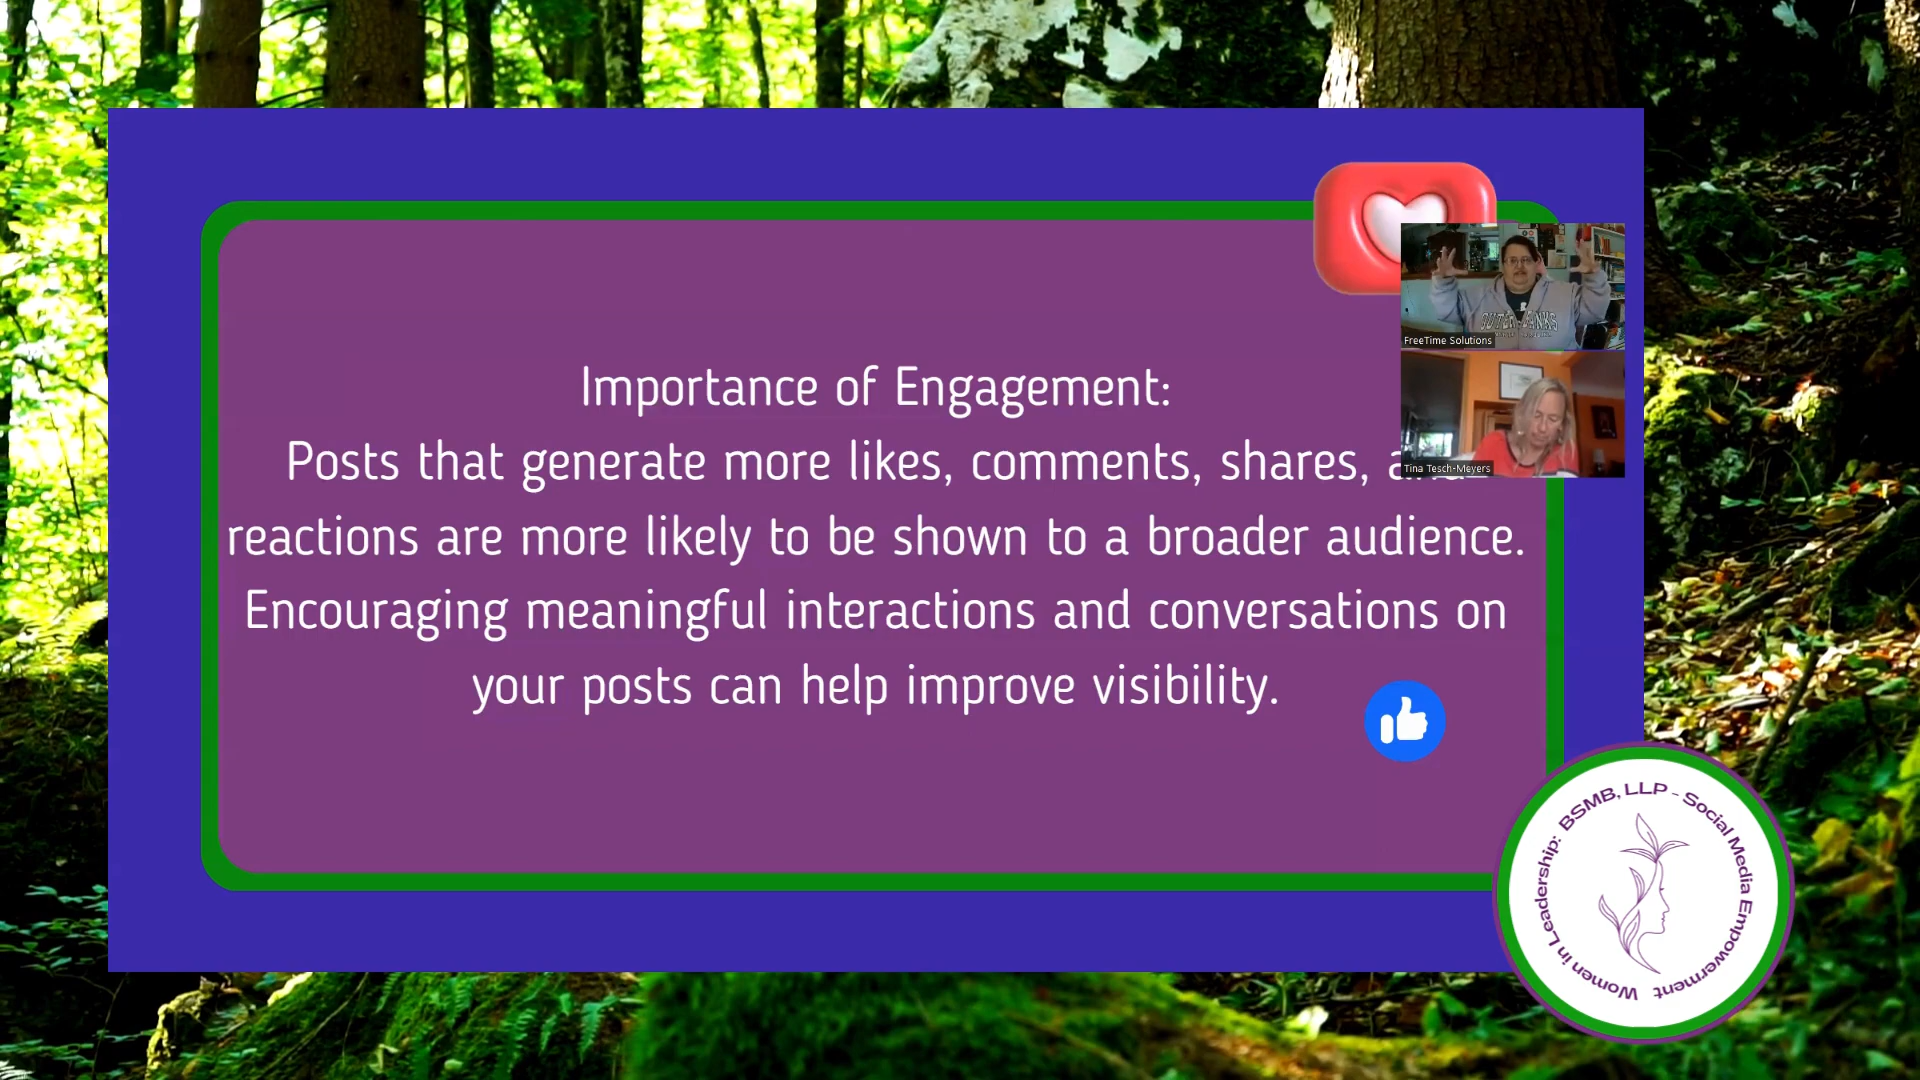 Importance of Engagement:
Posts that generate more likes, comments, shares,
reactions are more likely to be shown to a broader audience.
Encouraging meaningful interactions and conversations on
your posts can help improve visibility.
FreeTime Solutions
Tina Tesch-Meyers
Women in Leadership: BSMB, LLP - Social Media Empowerment